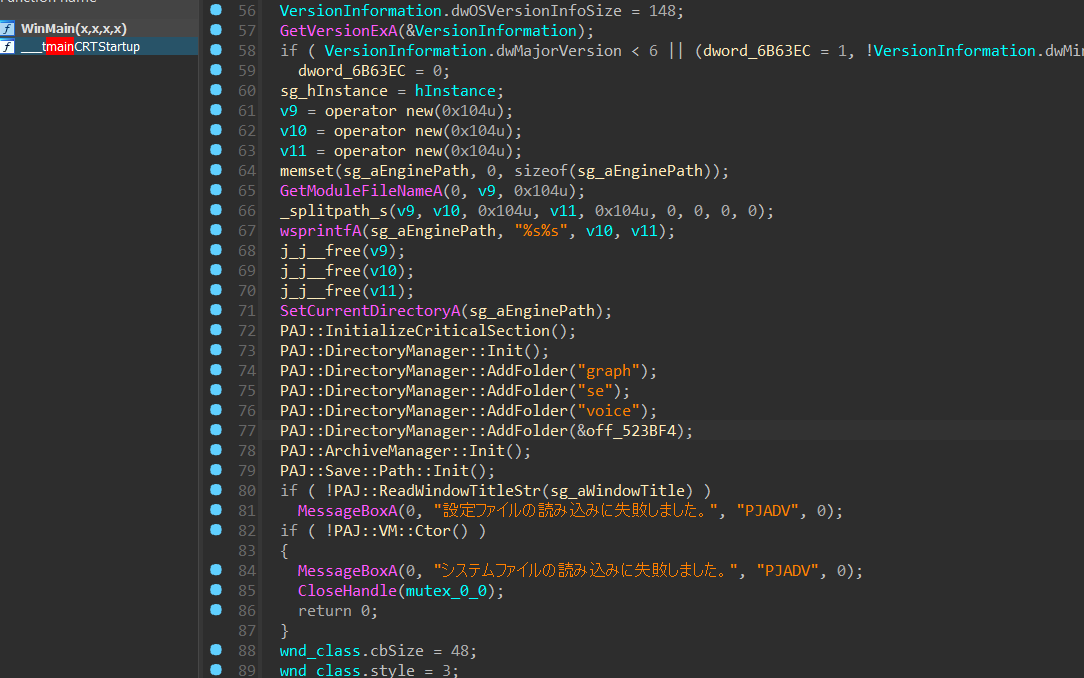 WinMain(x,x,x,x)
___tmainCRTStartup
56 VersionInformation.dwOSVersionInfoSize = 148;
57 GetVersionExA(&VersionInformation);
58 if ( VersionInformation.dwMajorVersion < 6 || (dword_6B63EC = 1, !VersionInformation.dwMin
59 dword_6B63EC = 0;
60 sg_hInstance = hInstance;
61 v9 = operator new(0x104u);
62 v10 = operator new(0x104u);
63 v11 = operator new(0x104u);
64 memset(sg_aEnginePath, 0, sizeof(sg_aEnginePath));
65 GetModuleFileNameA(0, v9, 0x104u);
66 _splitpath_s(v9, v10, 0x104u, v11, 0x104u, 0, 0, 0, 0);
67 wsprintfA(sg_aEnginePath, "%s%s", v10, v11);
68 j_j__free(v9);
69 j_j__free(v10);
70 j_j__free(v11);
71 SetCurrentDirectoryA(sg_aEnginePath);
72 PAJ::InitializeCriticalSection();
73 PAJ::DirectoryManager::Init();
74 PAJ::DirectoryManager::AddFolder("graph");
75 PAJ::DirectoryManager::AddFolder("se");
76 PAJ::DirectoryManager::AddFolder("voice");
77 PAJ::DirectoryManager::AddFolder(&off_523BF4);
78 PAJ::ArchiveManager::Init();
79 PAJ::Save::Path::Init();
80 if ( !PAJ::ReadWindowTitleStr(sg_aWindowTitle) )
81 MessageBoxA(0, "設定ファイルの読み込みに失敗しました。", "PJADV", 0);
82 if ( !PAJ::VM::Ctor() )
83 {
84 MessageBoxA(0, "システムファイルの読み込みに失敗しました。", "PJADV", 0);
85 CloseHandle(mutex_0_0);
86 return 0;
87 }
88 wnd_class.cbSize = 48;
89 wnd_class.style = 3;